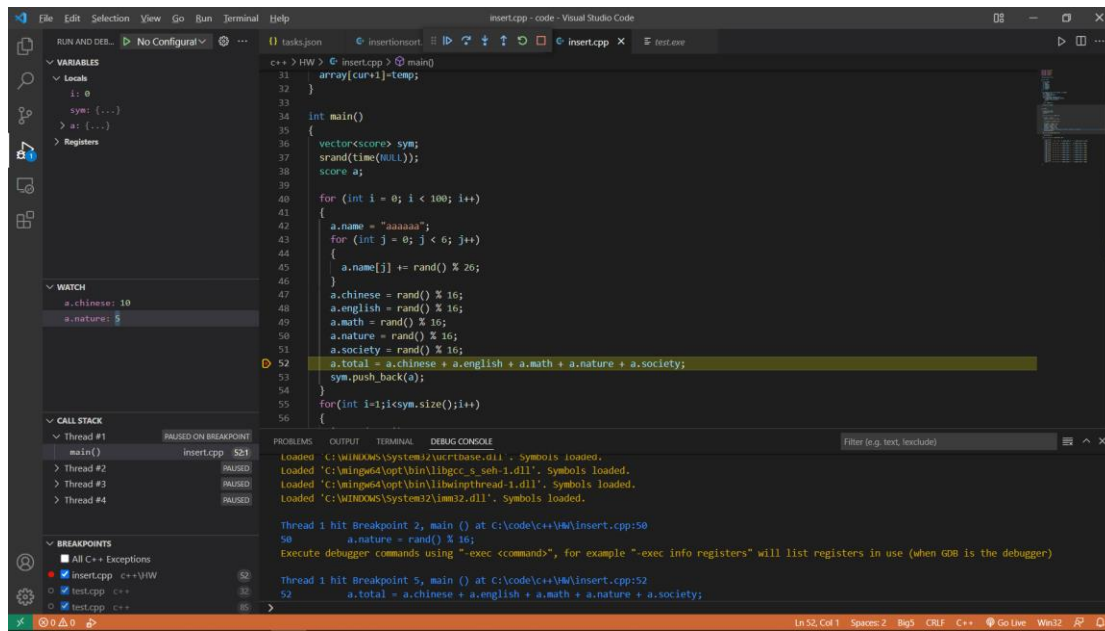 File Edit Selection View Go Run Terminal Help insert.cpp - code - Visual Studio Code
RUN AND DEB... No Configurat
{} tasks.json insertionsort insert.cpp test.exe
c++ > HW > insert.cpp > main()
VARIABLES
Locals
i: 0
sym: {...}
a: {...}
Registers
WATCH
a.chinese: 10
a.nature: 5
CALL STACK
Thread #1 PAUSED ON BREAKPOINT
main() insert.cpp 52:1
Thread #2 PAUSED
Thread #3 PAUSED
Thread #4 PAUSED
BREAKPOINTS
All C++ Exceptions
insert.cpp c++\HW 52
test.cpp c++ 32
test.cpp c++ 85
31 array[cur+1]=temp;
32 }
33
34 int main()
35 {
36 vector<score> sym;
37 srand(time(NULL));
38 score a;
39
40 for (int i = 0; i < 100; i++)
41 {
42 a.name = "aaaaaa";
43 for (int j = 0; j < 6; j++)
44 {
45 a.name[j] += rand() % 26;
46 }
47 a.chinese = rand() % 16;
48 a.english = rand() % 16;
49 a.math = rand() % 16;
50 a.nature = rand() % 16;
51 a.society = rand() % 16;
52 a.total = a.chinese + a.english + a.math + a.nature + a.society;
53 sym.push_back(a);
54 }
55 for(int i=1;i<sym.size();i++)
56 {
PROBLEMS OUTPUT TERMINAL DEBUG CONSOLE Filter (e.g. text, !exclude)
Loaded 'C:\WINDOWS\System32\ucrtbase.dll'. Symbols loaded.
Loaded 'C:\mingw64\opt\bin\libgcc_s_seh-1.dll'. Symbols loaded.
Loaded 'C:\mingw64\opt\bin\libwinpthread-1.dll'. Symbols loaded.
Loaded 'C:\WINDOWS\System32\imm32.dll'. Symbols loaded.
Thread 1 hit Breakpoint 2, main () at C:\code\c++\HW\insert.cpp:50
50 a.nature = rand() % 16;
Execute debugger commands using "-exec <command>", for example "-exec info registers" will list registers in use (when GDB is the debugger)
Thread 1 hit Breakpoint 5, main () at C:\code\c++\HW\insert.cpp:52
52 a.total = a.chinese + a.english + a.math + a.nature + a.society;
0 0 Ln 52, Col 1 Spaces: 2 Big5 CRLF C++ Go Live Win32